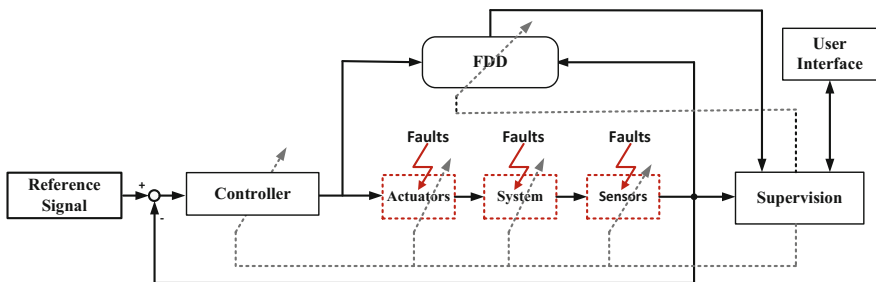 FDD
User
Interface
Faults
Faults
Faults
Reference
Signal
+
-
Controller
Actuators
System
Sensors
Supervision